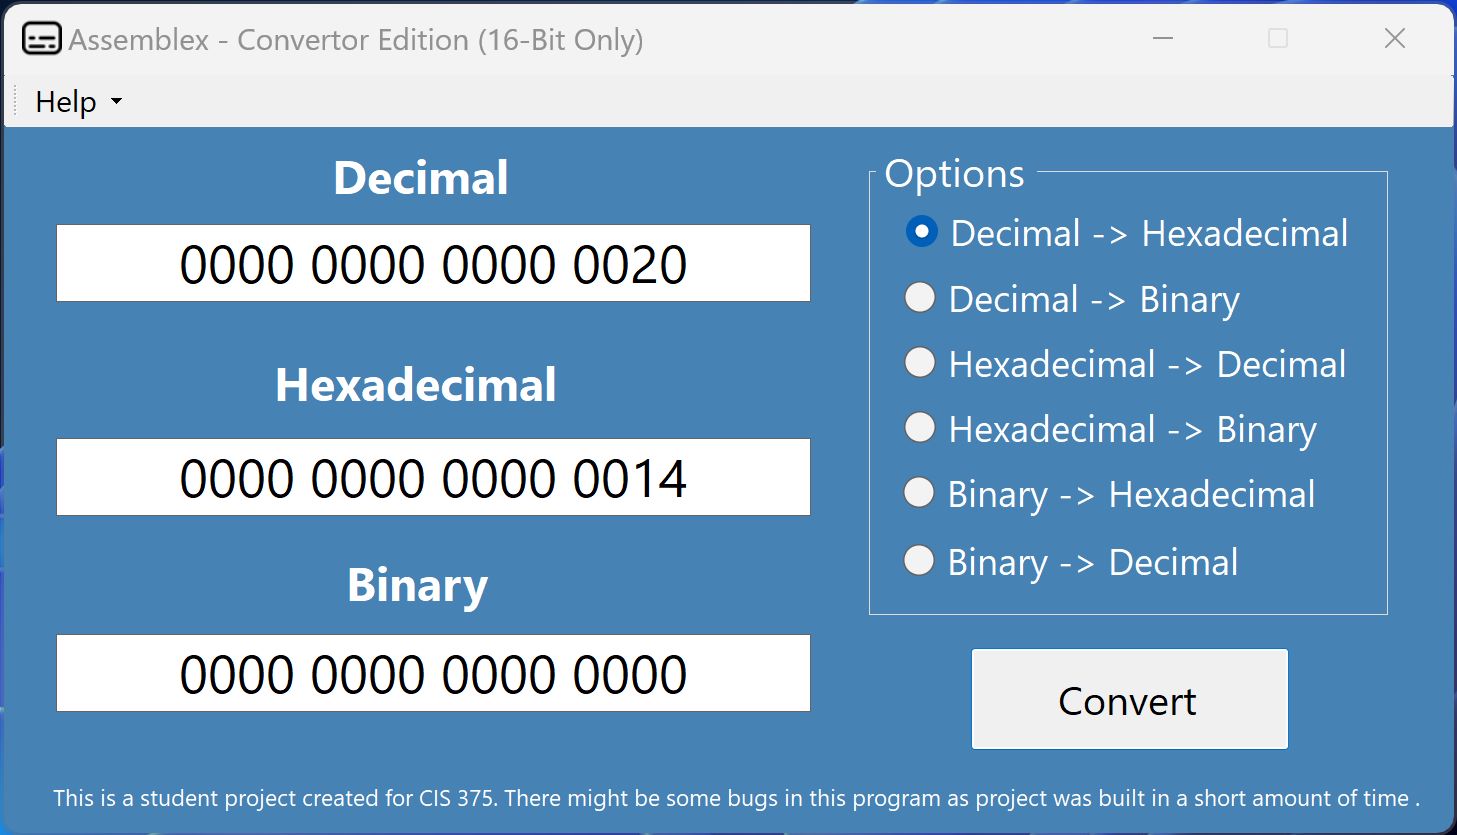 Assemblex - Convertor Edition (16-Bit Only)
Help
Decimal
0000 0000 0000 0020
Hexadecimal
0000 0000 0000 0014
Binary
0000 0000 0000 0000
Options
Decimal -> Hexadecimal
Decimal -> Binary
Hexadecimal -> Decimal
Hexadecimal -> Binary
Binary -> Hexadecimal
Binary -> Decimal
Convert
This is a student project created for CIS 375. There might be some bugs in this program as project was built in a short amount of time .